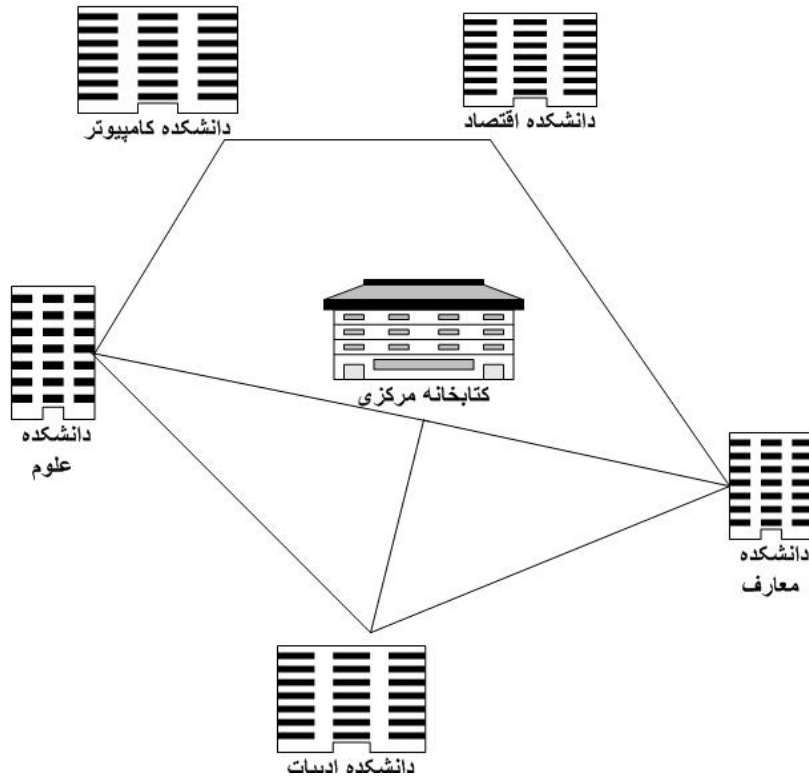 دانشکده کامپیوتر
دانشکده اقتصاد
کتابخانه مرکزی
دانشکده
علوم
دانشکده
معارف
دانشکده ادبیات